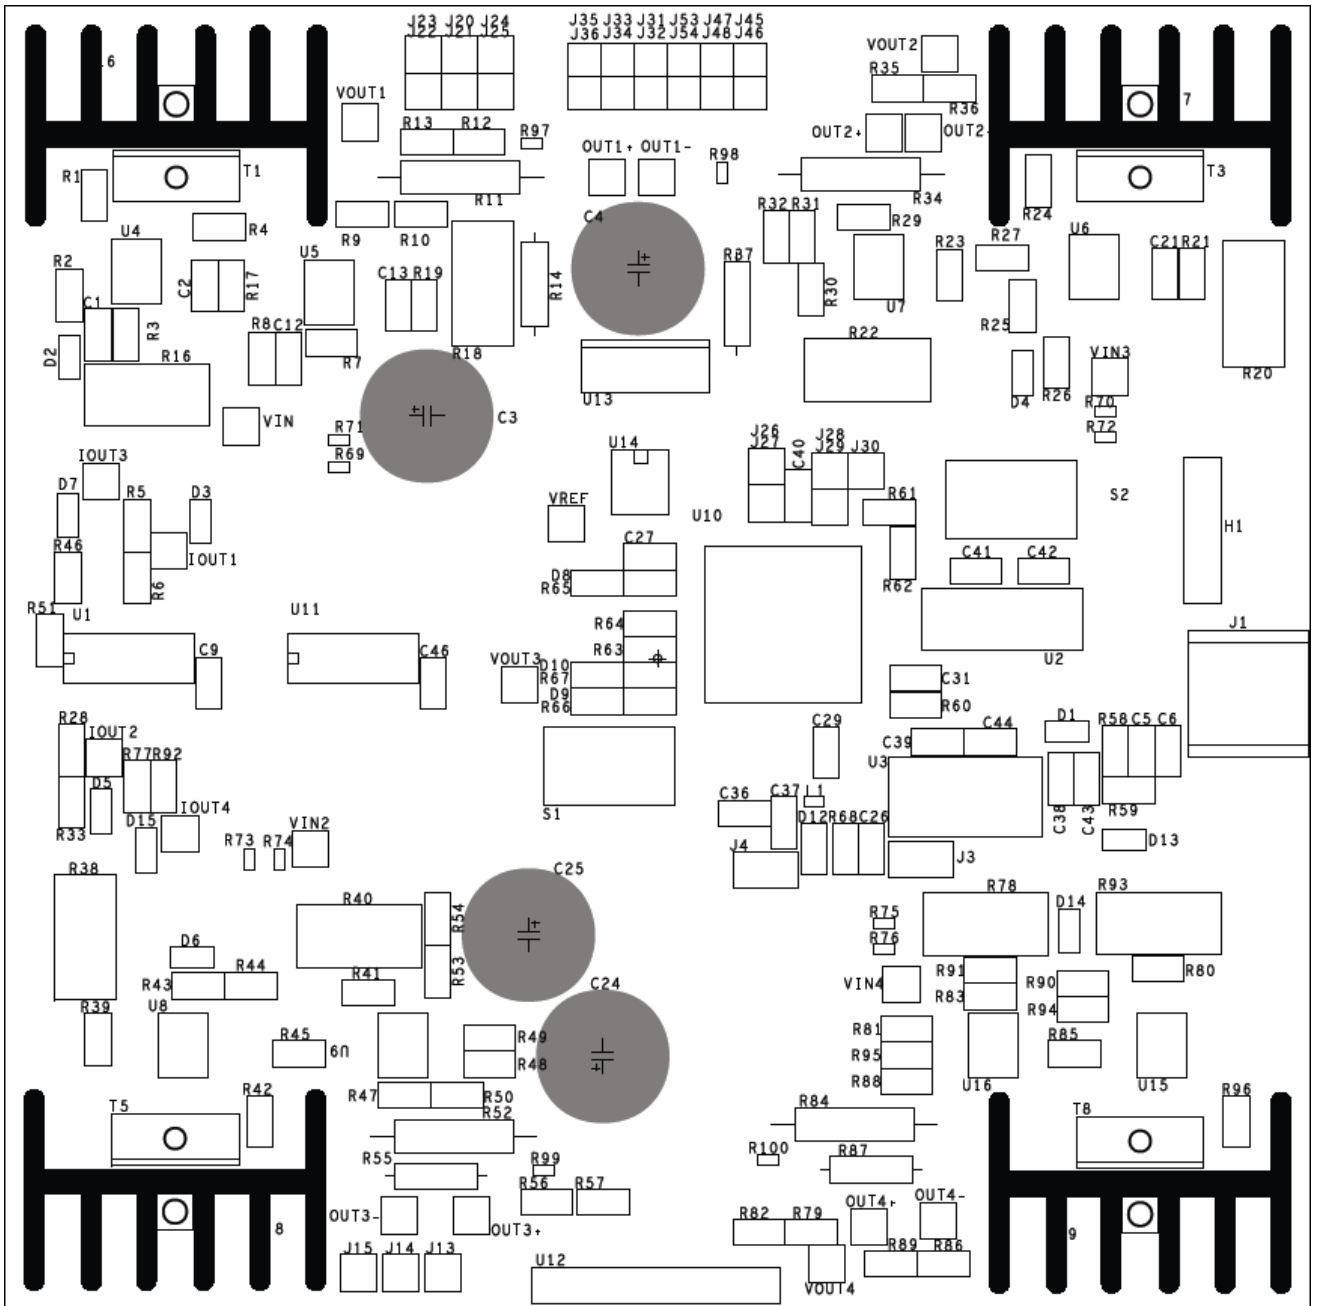 J23 J20 J24
J22 J21 J25
J35 J33 J31 J53 J47 J45
J36 J34 J32 J54 J48 J46
VOUT2
R35
R36
6
7
VOUT1
R13 R12 R97
OUT1+ OUT1-
R98
OUT2+ OUT2-
R1
T1
R11
R34
R24
T3
R4
R9 R10
C4
R32 R31
R29
R2
U4
C2
R17
U5
C13 R19
R14
R37
R30
U7
R23
R27
U6
C21 R21
C1
R3
D2
R16
R8 C12
R7
R18
U13
R22
R25
D4
R26
VIN3
R70
R72
R20
VIN
C3
R71
R69
IOUT3
D7
R5
D3
R46
IOUT1
R6
U14
VREF
U10
J26
J27
C40
J28
J29 J30
R61
R62
S2
H1
C27
D8
R65
C41 C42
R51
U1
U11
C9
C46
R64
R63
VOUT3
D10
R67
D9
R66
U2
J1
C31
R60
R28
IOUT2
R77 R92
D5
R33
D15
IOUT4
R73 R74
VIN2
S1
C29
C39
C44
U3
D1
R58 C5 C6
C36 C37 L1
D12 R68 C26
J4
J3
C38
C43
R59
D13
R38
R40
R54
R53
C25
R78
D14
R93
R75
R76
D6
R43
R44
R41
C24
VIN4
R91
R83
R90
R94
R80
R39
U8
R45
U9
R49
R48
R81
R95
R88
U16
R85
U15
R47
R50
R42
T5
R52
R84
T8
R96
R55
R99
R56 R57
R100
R87
OUT3-
OUT3+
8
R82 R79
OUT4+ OUT4-
9
J15 J14 J13
U12
R89 R86
VOUT4